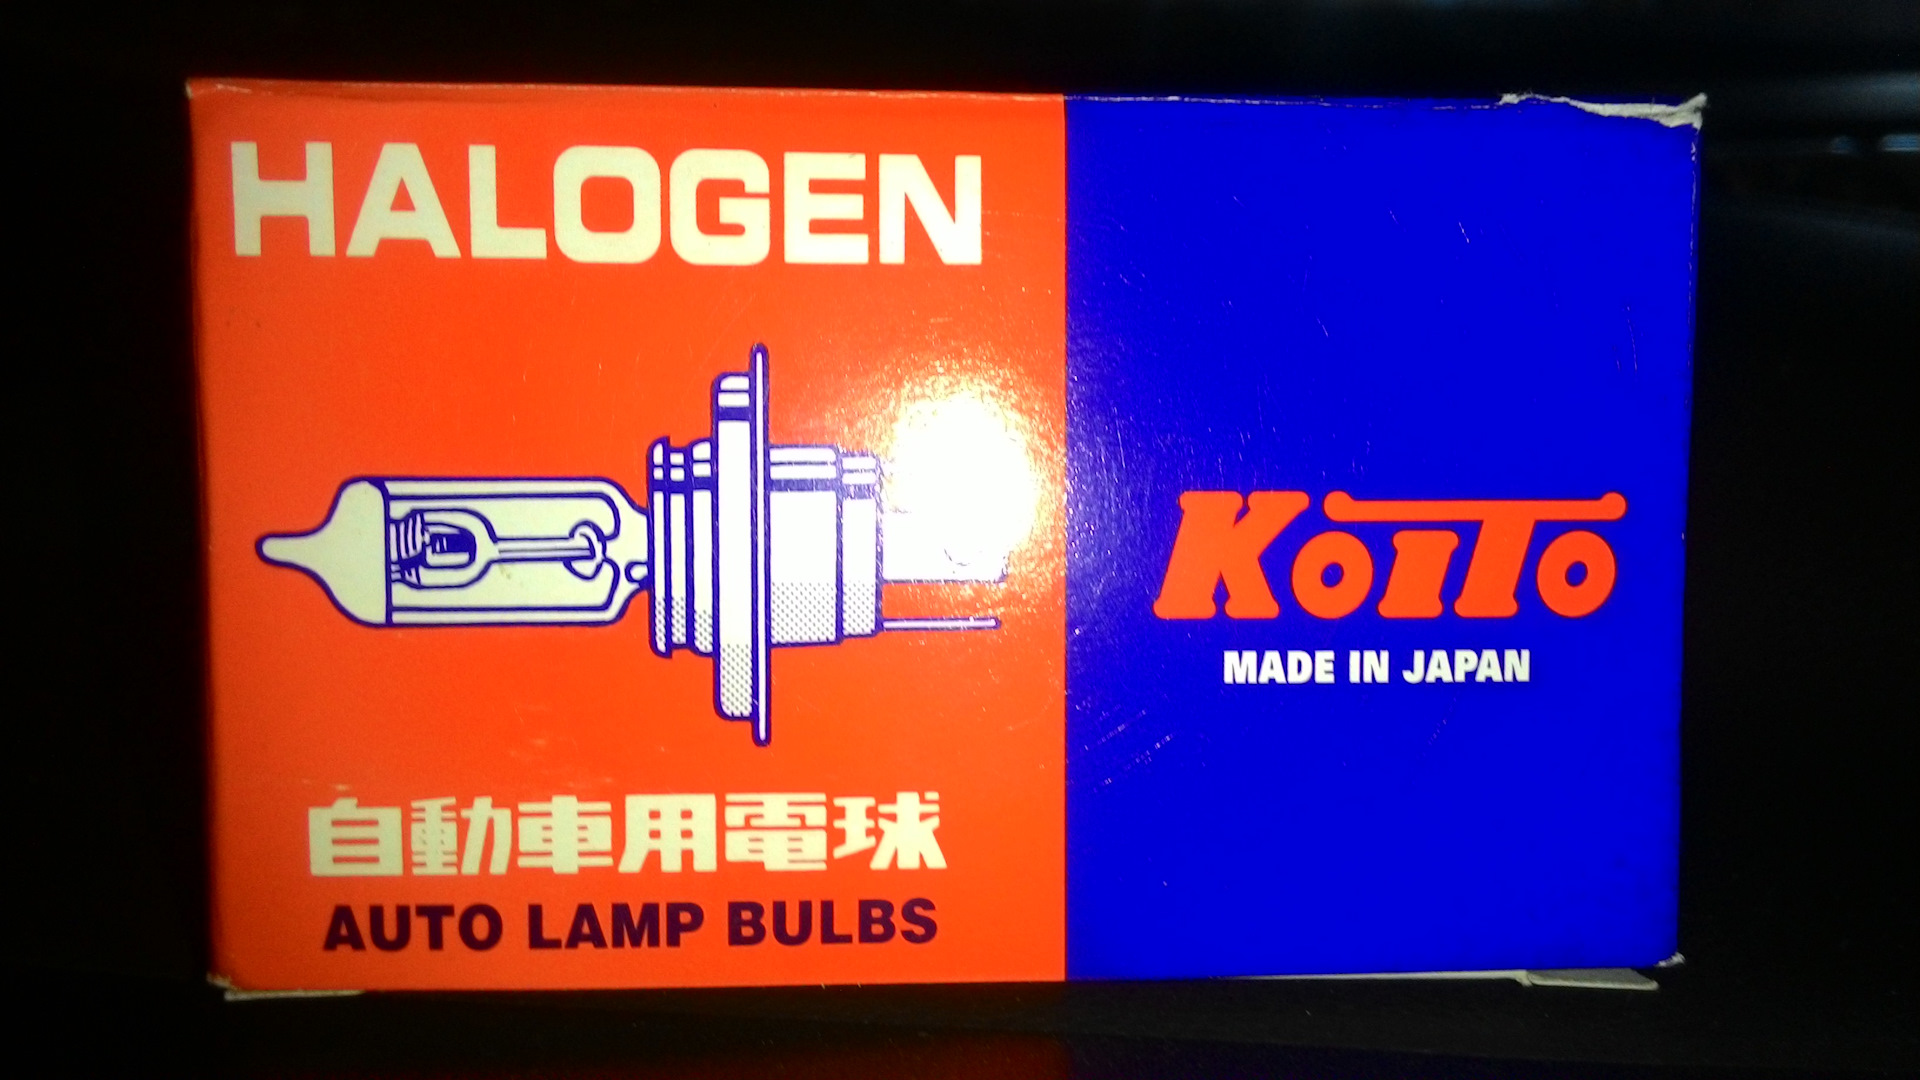 HALOGEN
自動車用電球
AUTO LAMP BULBS
KOITO
MADE IN JAPAN